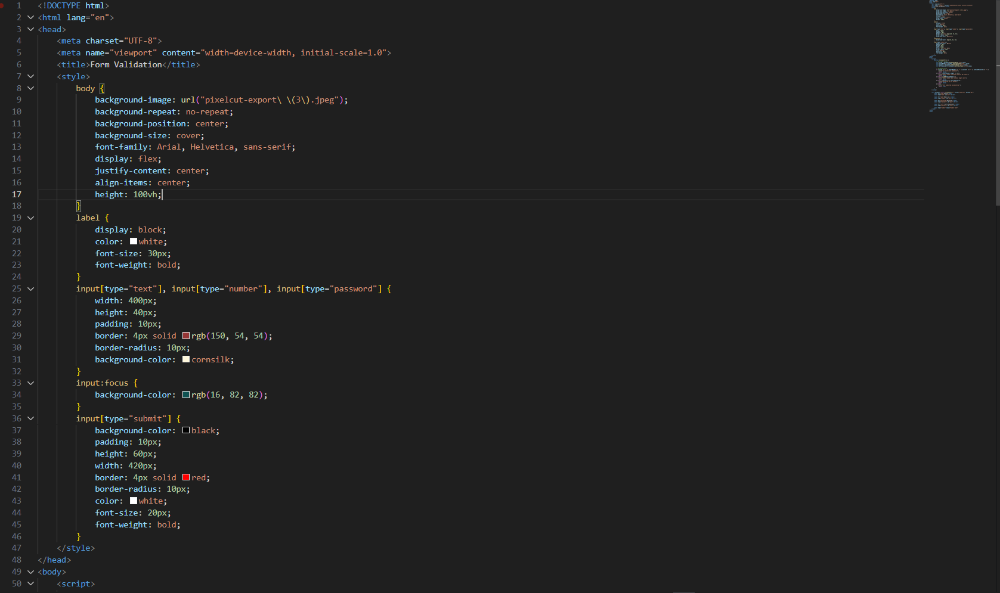 1 <!DOCTYPE html>
2 <html lang="en">
3 <head>
4 <meta charset="UTF-8">
5 <meta name="viewport" content="width=device-width, initial-scale=1.0">
6 <title>Form Validation</title>
7 <style>
8 body {
9 background-image: url("pixelcut-export\ \(3\).jpeg");
10 background-repeat: no-repeat;
11 background-position: center;
12 background-size: cover;
13 font-family: Arial, Helvetica, sans-serif;
14 display: flex;
15 justify-content: center;
16 align-items: center;
17 height: 100vh;
18 }
19 label {
20 display: block;
21 color: white;
22 font-size: 30px;
23 font-weight: bold;
24 }
25 input[type="text"], input[type="number"], input[type="password"] {
26 width: 400px;
27 height: 40px;
28 padding: 10px;
29 border: 4px solid rgb(150, 54, 54);
30 border-radius: 10px;
31 background-color: cornsilk;
32 }
33 input:focus {
34 background-color: rgb(16, 82, 82);
35 }
36 input[type="submit"] {
37 background-color: black;
38 padding: 10px;
39 height: 60px;
40 width: 420px;
41 border: 4px solid red;
42 border-radius: 10px;
43 color: white;
44 font-size: 20px;
45 font-weight: bold;
46 }
47 </style>
48 </head>
49 <body>
50 <script>